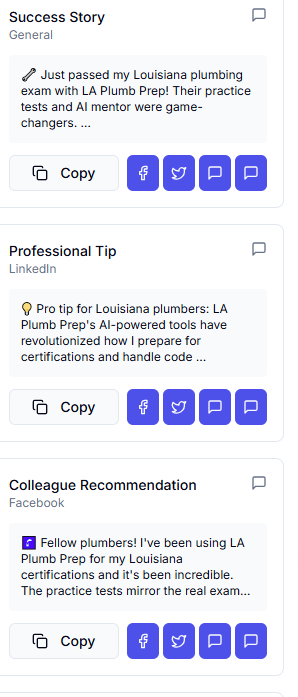 Success Story
General
🔧 Just passed my Louisiana plumbing
exam with LA Plumb Prep! Their practice
tests and AI mentor were game-
changers. ...
Copy
Professional Tip
LinkedIn
💡 Pro tip for Louisiana plumbers: LA
Plumb Prep's AI-powered tools have
revolutionized how I prepare for
certifications and handle code ...
Copy
Colleague Recommendation
Facebook
Fellow plumbers! I've been using LA
Plumb Prep for my Louisiana
certifications and it's been incredible.
The practice tests mirror the real exam...
Copy